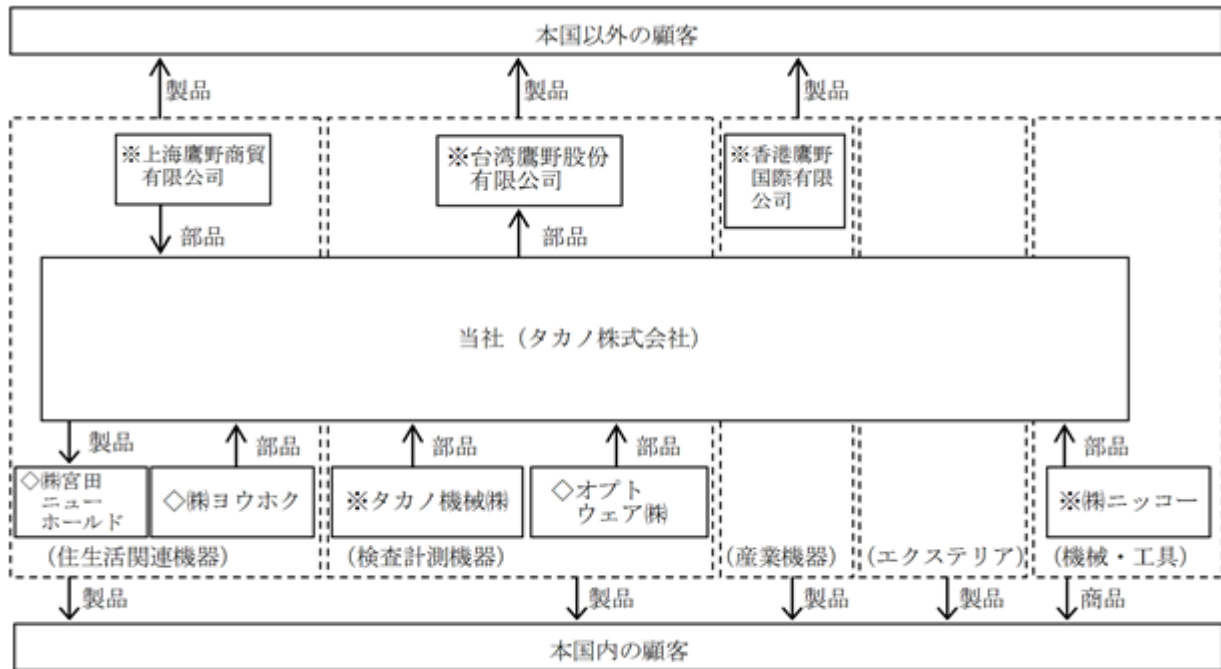 本国以外の顧客
製品
製品
製品
※上海鷹野商貿
有限公司
※台湾鷹野股份
有限公司
※香港鷹野
国際有限
公司
部品
部品
当社（タカノ株式会社）
製品
部品
部品
部品
部品
◇㈱宮田
ニュー
ホールド
◇㈱ヨウホク
※タカノ機械㈱
◇オプト
ウェア㈱
※㈱ニッコー
(住生活関連機器)
(検査計測機器)
(産業機器)
(エクステリア)
(機械・工具)
製品
製品
製品
製品
商品
本国内の顧客